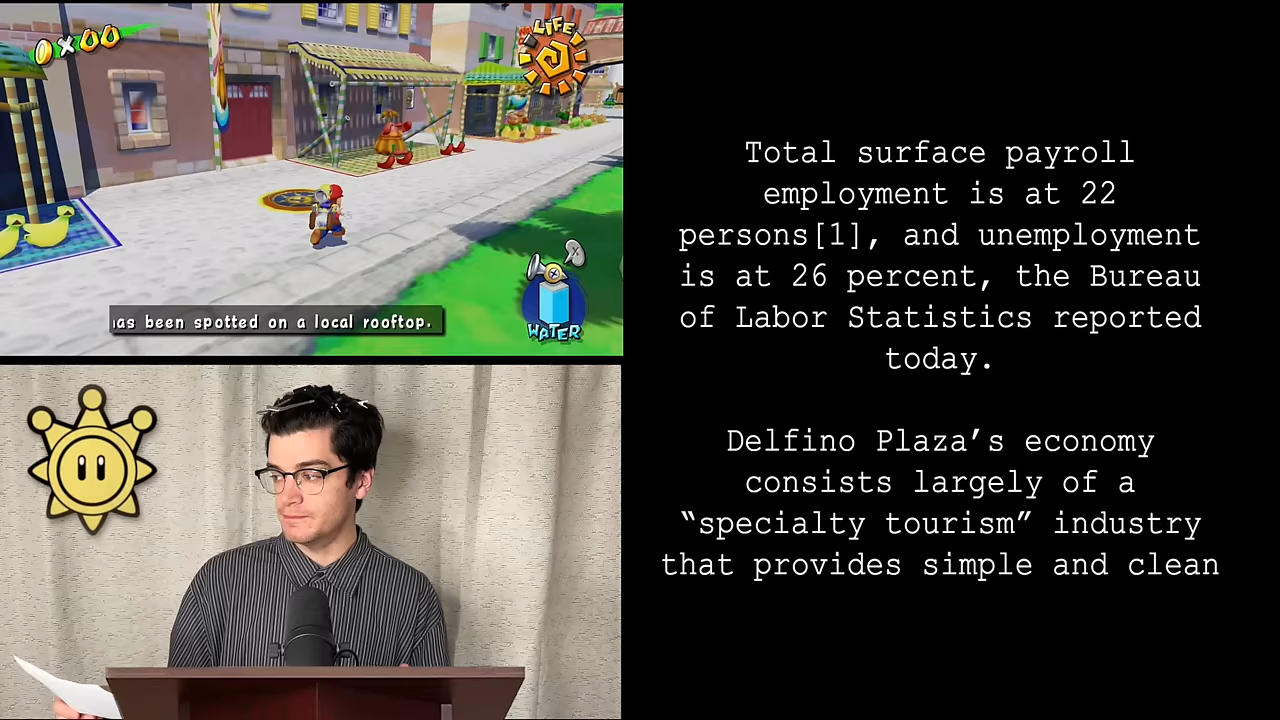 0×00
LIFE
as been spotted on a local rooftop.
WATER
Total surface payroll
employment is at 22
persons[1], and unemployment
is at 26 percent, the Bureau
of Labor Statistics reported
today.
Delfino Plaza’s economy
consists largely of a
“specialty tourism” industry
that provides simple and clean